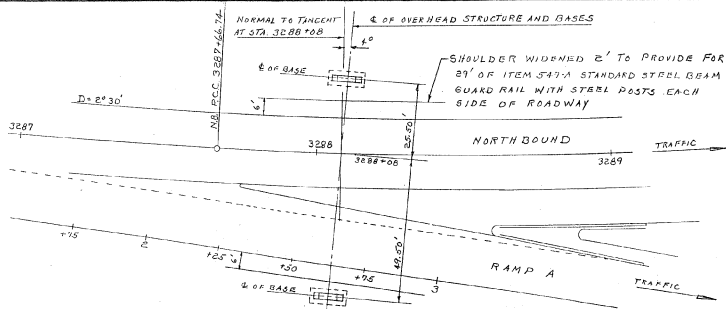 NORMAL TO TANGENT
AT STA. 3288+08
℄ OF OVERHEAD STRUCTURE AND BASES
4°
N.B. P.C.C. 3287+66.74
℄ OF BASE
SHOULDER WIDENED 2' TO PROVIDE FOR
29' OF ITEM 547-A STANDARD STEEL BEAM
GUARD RAIL WITH STEEL POSTS EACH
SIDE OF ROADWAY
D= 2° 30'
6'
25.50'
3287
3288
3288+08
NORTHBOUND
3289
TRAFFIC
+75
2
+25
6'
+50
+75
3
49.50'
RAMP A
TRAFFIC
℄ OF BASE